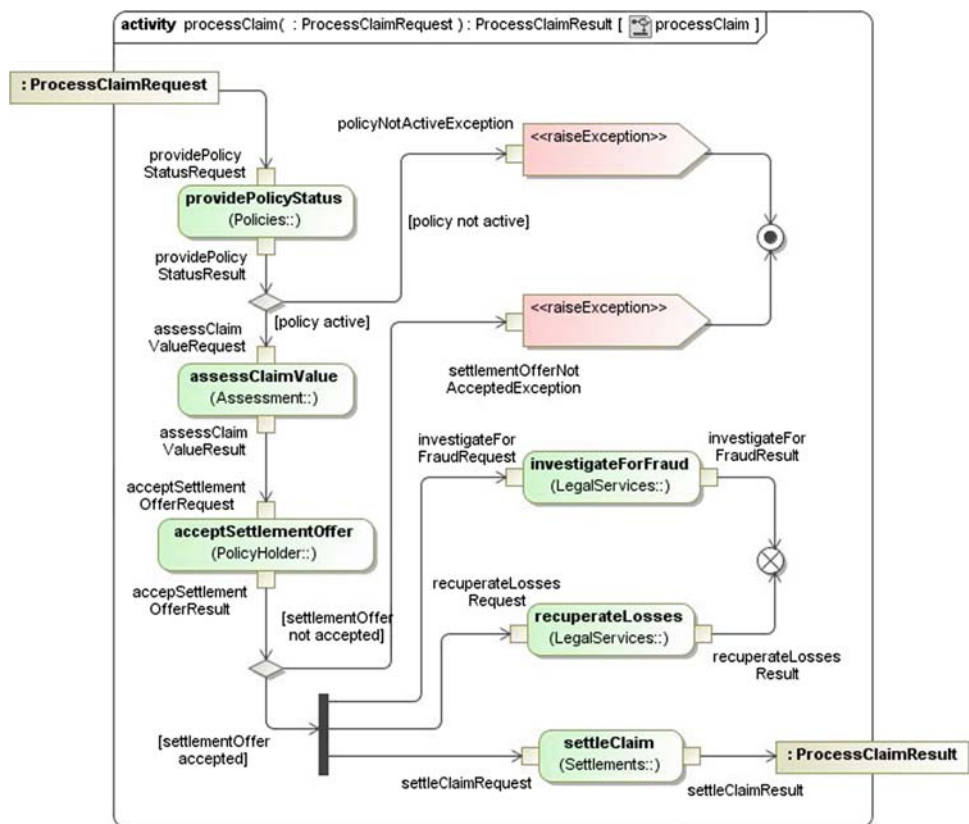 activity processClaim( : ProcessClaimRequest ) : ProcessClaimResult [ processClaim ]
: ProcessClaimRequest
policyNotActiveException
<<raiseException>>
providePolicy
StatusRequest
providePolicyStatus
(Policies::)
[policy not active]
providePolicy
StatusResult
<<raiseException>>
[policy active]
assessClaim
ValueRequest
settlementOfferNot
AcceptedException
assessClaimValue
(Assessment::)
assessClaim
ValueResult
investigateFor
FraudRequest
investigateForFraud
(LegalServices::)
investigateFor
FraudResult
acceptSettlement
OfferRequest
acceptSettlementOffer
(PolicyHolder::)
accepSettlement
OfferResult
[settlementOffer
not accepted]
recuperateLosses
Request
recuperateLosses
(LegalServices::)
recuperateLosses
Result
[settlementOffer
accepted]
settleClaimRequest
settleClaim
(Settlements::)
settleClaimResult
: ProcessClaimResult